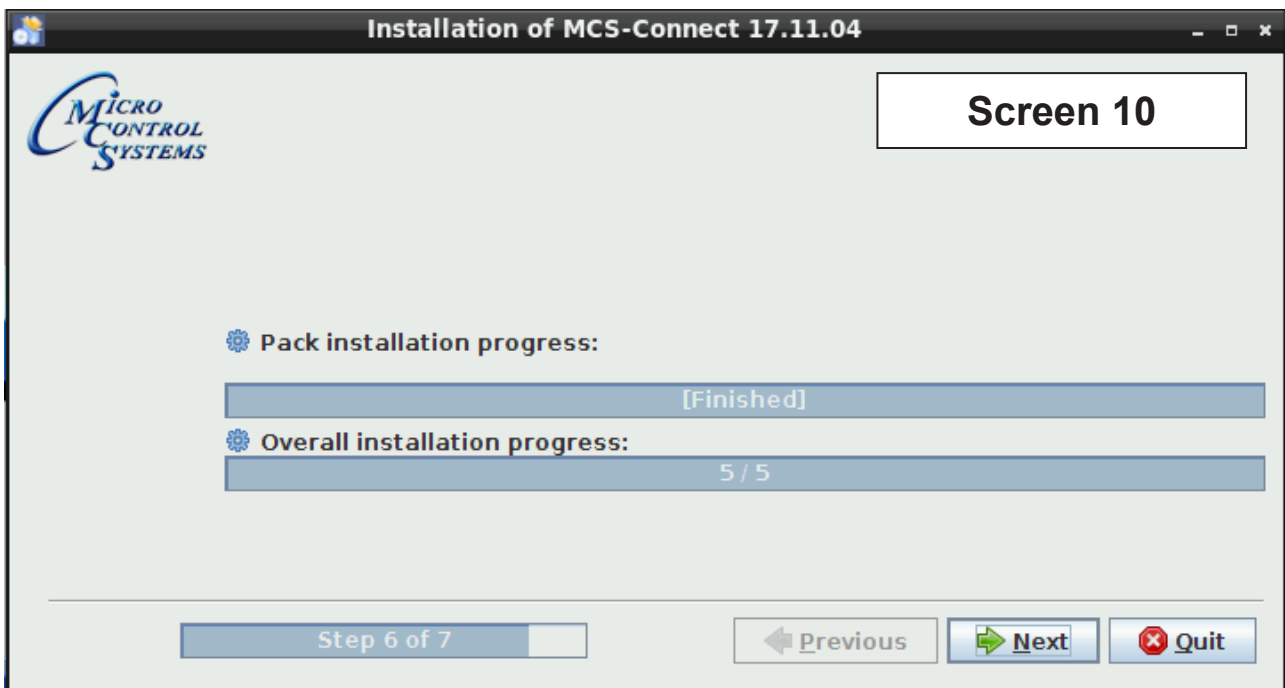 Installation of MCS-Connect 17.11.04
MICRO
CONTROL
SYSTEMS
Screen 10
Pack installation progress:
[Finished]
Overall installation progress:
5 / 5
Step 6 of 7
Previous
Next
Quit